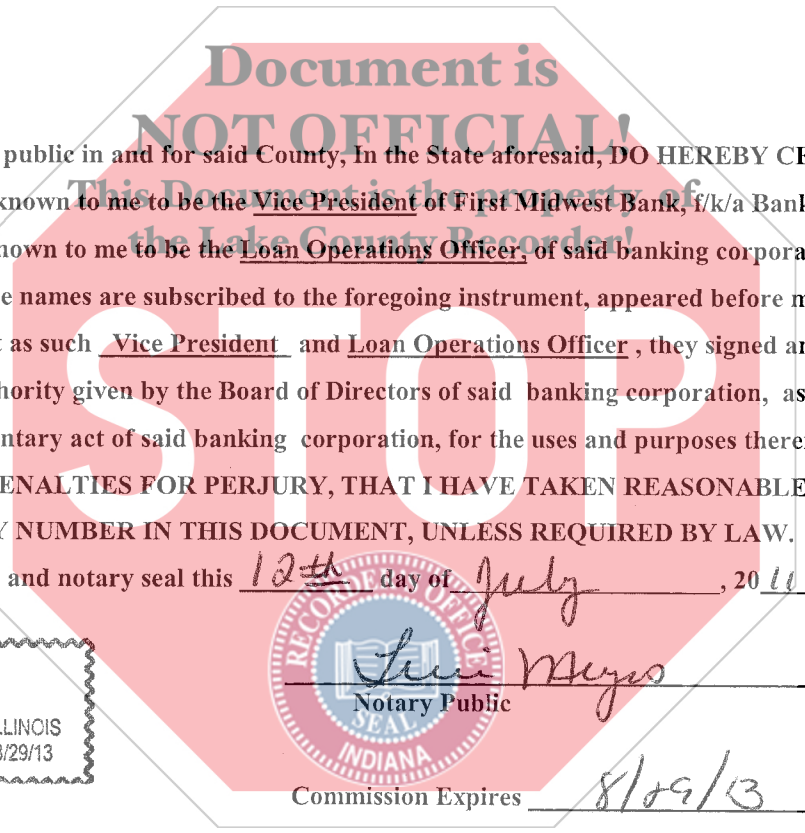 Document is
NOT OFFICIAL!
public in and for said County, In the State aforesaid, DO HEREBY CE
This Document is the property of
known to me to be the Vice President of First Midwest Bank, f/k/a Bank
the Lake County Recorder!
nown to me to be the Loan Operations Officer, of said banking corpora
e names are subscribed to the foregoing instrument, appeared before m
t as such Vice President and Loan Operations Officer , they signed an
hority given by the Board of Directors of said banking corporation, as
ntary act of said banking corporation, for the uses and purposes there
STOP
ENALTIES FOR PERJURY, THAT I HAVE TAKEN REASONABLE
Y NUMBER IN THIS DOCUMENT, UNLESS REQUIRED BY LAW.
and notary seal this 12th day of July , 2011
RECORDER'S OFFICE
Notary Public
SEAL
INDIANA
LLINOIS
8/29/13
Commission Expires 8/29/13